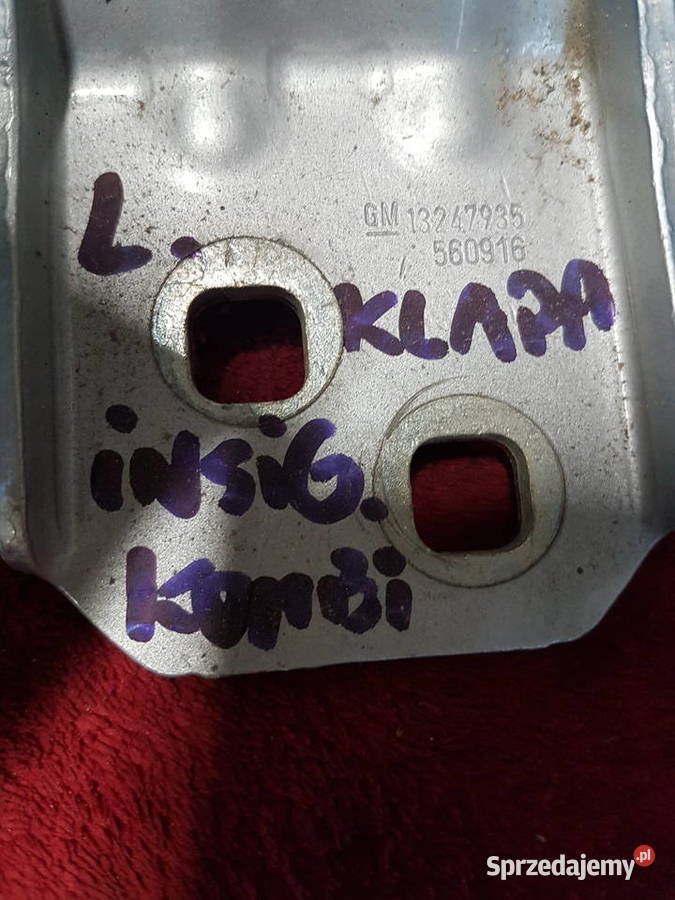 GM 13247935
560916
L. KLAPA
iNSiG.
KOMBi
Sprzedajemy.pl